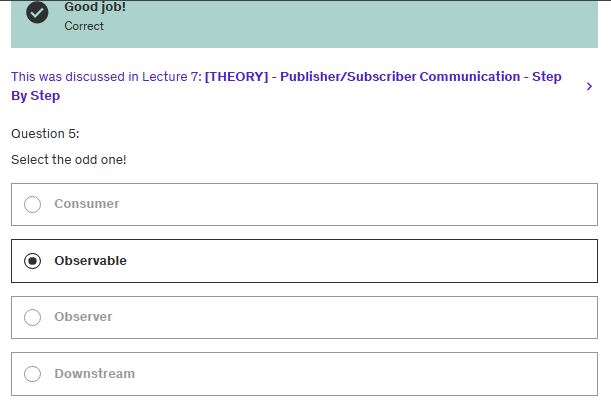 Good job!
Correct
This was discussed in Lecture 7: [THEORY] - Publisher/Subscriber Communication - Step
By Step
Question 5:
Select the odd one!
Consumer
Observable
Observer
Downstream